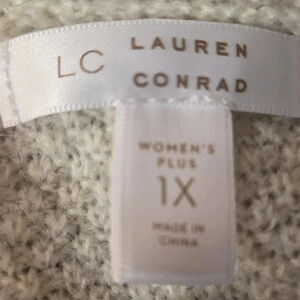 LC LAUREN
CONRAD
WOMEN'S
PLUS
1X
MADE IN
CHINA